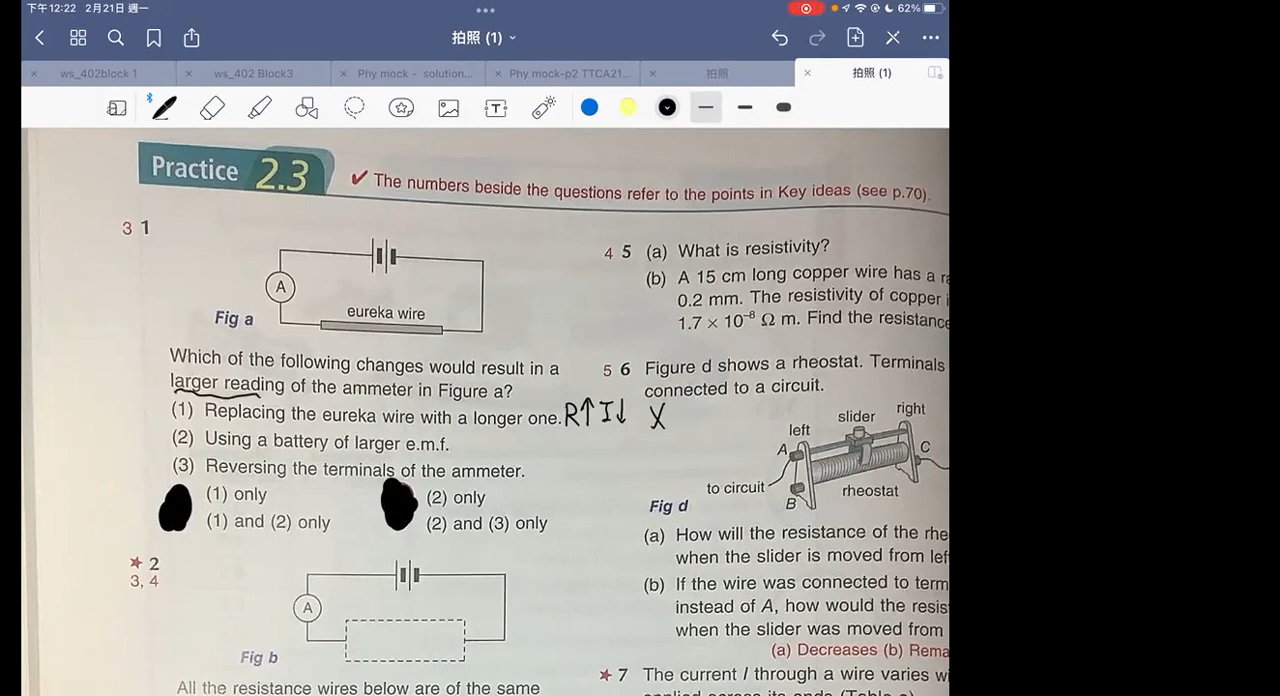 下午12:22 2月21日 週一
62%
拍照 (1)
ws_402block 1
ws_402 Block3
Phy mock - solution...
Phy mock-p2 TTCA21...
拍照
拍照 (1)
Practice 2.3
✔ The numbers beside the questions refer to the points in Key ideas (see p.70).
3 1
A
eureka wire
Fig a
Which of the following changes would result in a
larger reading of the ammeter in Figure a?
(1) Replacing the eureka wire with a longer one. R↑ I↓ X
(2) Using a battery of larger e.m.f.
(3) Reversing the terminals of the ammeter.
(1) only
(2) only
(1) and (2) only
(2) and (3) only
★ 2
3, 4
A
Fig b
All the resistance wires below are of the same
4 5 (a) What is resistivity?
(b) A 15 cm long copper wire has a
0.2 mm. The resistivity of copper
1.7 × 10⁻⁸ Ω m. Find the resistance
5 6 Figure d shows a rheostat. Terminals
connected to a circuit.
slider
right
left
A
C
to circuit
rheostat
B
Fig d
(a) How will the resistance of the
when the slider is moved from
(b) If the wire was connected to
instead of A, how would the
when the slider was moved from
(a) Decreases (b)
★ 7 The current I through a wire varies